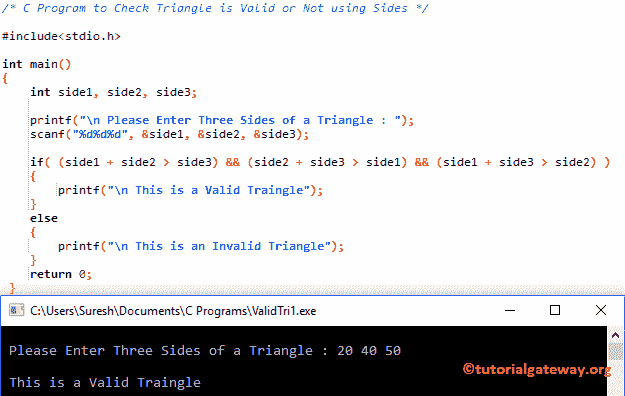 /* C Program to Check Triangle is Valid or Not using Sides */
#include<stdio.h>
int main()
{
int side1, side2, side3;
printf("\n Please Enter Three Sides of a Triangle : ");
scanf("%d%d%d", &side1, &side2, &side3);
if( (side1 + side2 > side3) && (side2 + side3 > side1) && (side1 + side3 > side2) )
{
printf("\n This is a Valid Traingle");
}
else
{
printf("\n This is an Invalid Triangle");
}
return 0;
}
C:\Users\Suresh\Documents\C Programs\ValidTri1.exe
Please Enter Three Sides of a Triangle : 20 40 50
©tutorialgateway.org
This is a Valid Traingle